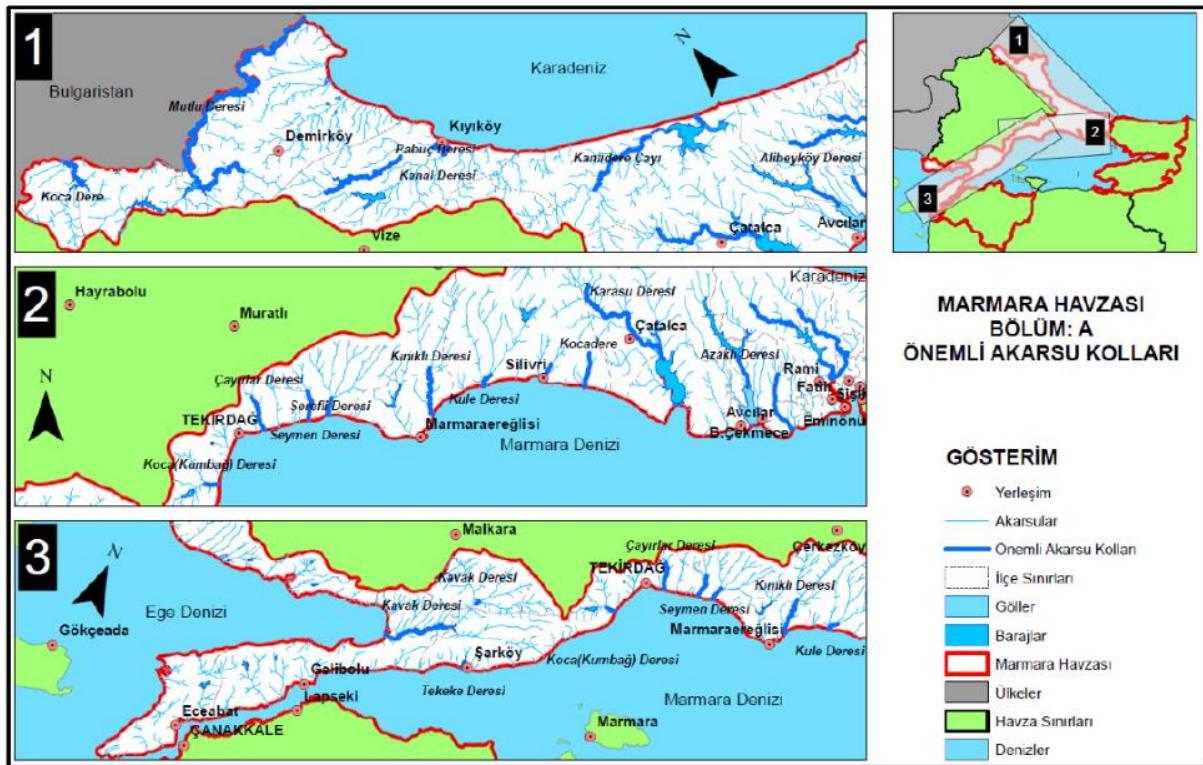 1
Bulgaristan
Karadeniz
N
Mutlu Deresi
Demirköy
Kıyıköy
Pabuç Deresi
Kanal Deresi
Koca Dere
Kanlıdere Çayı
Alibeyköy Deresi
Vize
Çatalca
Avcılar
1
2
3
2
Hayrabolu
Muratlı
Karadeniz
Karasu Deresi
Çatalca
Kocadere
Kınıklı Deresi
Azaklı Deresi
Silivri
Rami
Fatih
Şişli
Eminönü
N
Çayırlar Deresi
Şerefli Deresi
Kule Deresi
TEKİRDAĞ
Seymen Deresi
Marmaraereğlisi
Marmara Denizi
Avcılar
B.Çekmece
Koca(Kumbağ) Deresi
3
N
Malkara
Çayırlar Deresi
Çerkezköy
TEKİRDAĞ
Kavak Deresi
Kınıklı Deresi
Ege Denizi
Kavak Deresi
Seymen Deresi
Gökçeada
Marmaraereğlisi
Şarköy
Koca(Kumbağ) Deresi
Kule Deresi
Gelibolu
Lapseki
Tekeke Deresi
Marmara Denizi
Eceabat
ÇANAKKALE
Marmara
MARMARA HAVZASI
BÖLÜM: A
ÖNEMLİ AKARSU KOLLARI
GÖSTERİM
Yerleşim
Akarsular
Önemli Akarsu Kolları
İlçe Sınırları
Göller
Barajlar
Marmara Havzası
Ülkeler
Havza Sınırları
Denizler